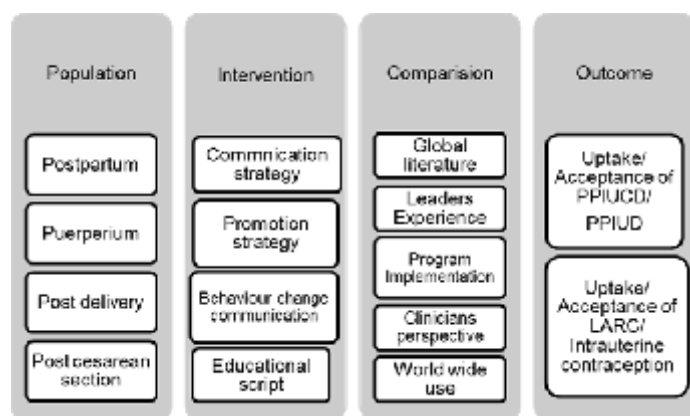 Population
Postpartum
Puerperium
Post delivery
Post cesarean
section
Intervention
Commnication
strategy
Promotion
strategy
Behaviour change
communication
Educational
script
Comparision
Global
literature
Leaders
Experience
Program
Implementation
Clinicians
perspective
World wide
use
Outcome
Uptake/
Acceptance of
PPIUCD/
PPIUD
Uptake/
Acceptance of
LARC/
Intrauterine
contraception